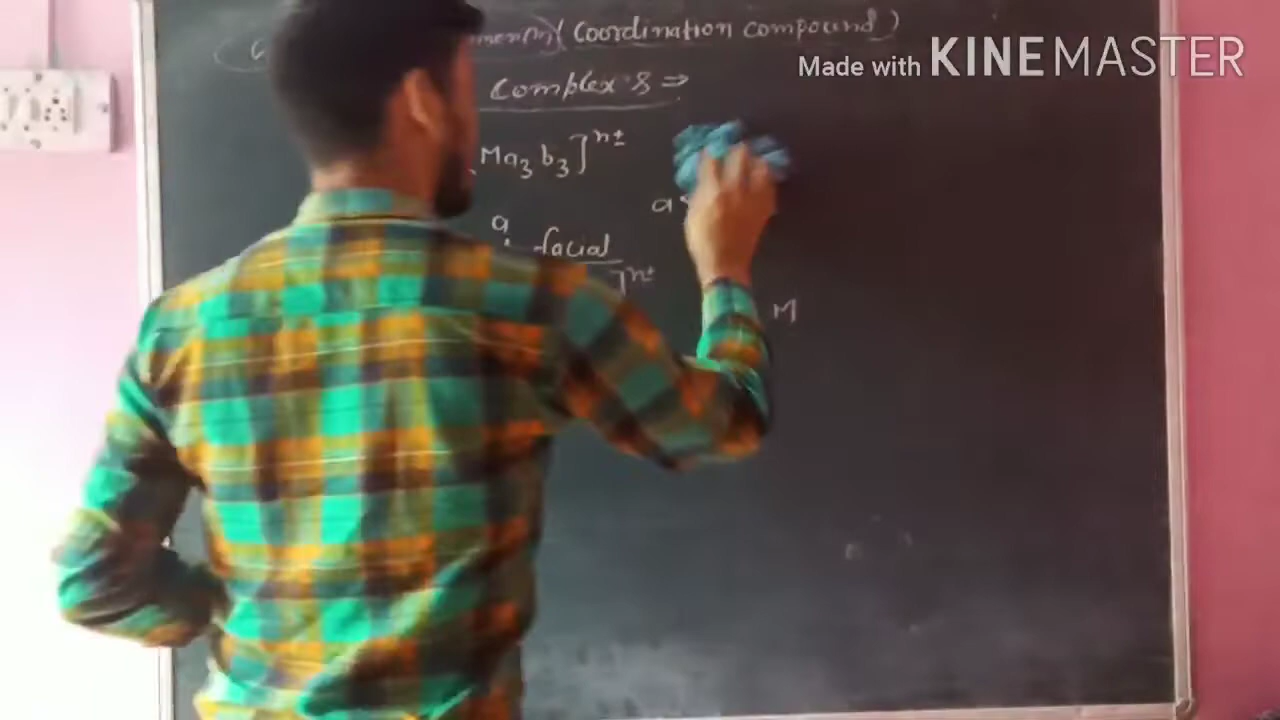 (Coordination compound)
Made with KINEMASTER
Complex's ⇒
Ma₃b₃]ⁿ±
a
a facial
]ⁿ±
M